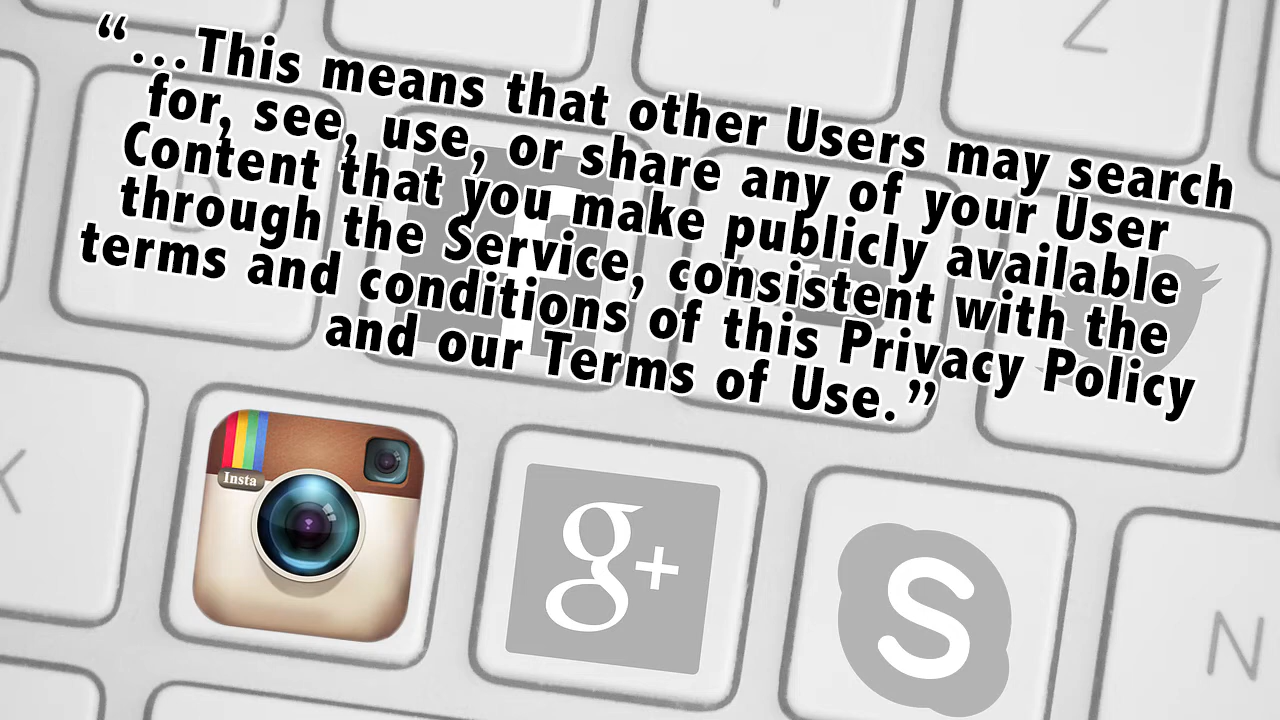 “…This means that other Users may search
for, see, use, or share any of your User
Content that you make publicly available
through the Service, consistent with the
terms and conditions of this Privacy Policy
and our Terms of Use.”
Z
f
K
Insta
g+
S
N